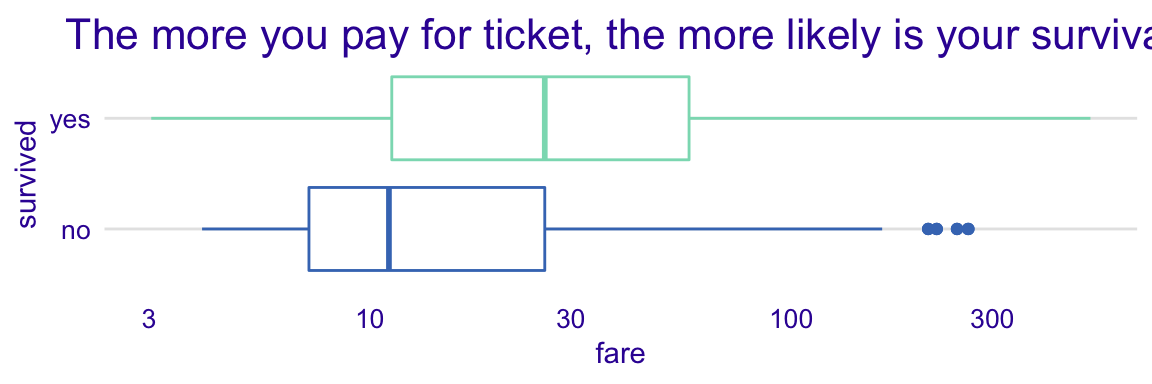 The more you pay for ticket, the more likely is your surviva
survived
yes
no
3 10 30 100 300
fare